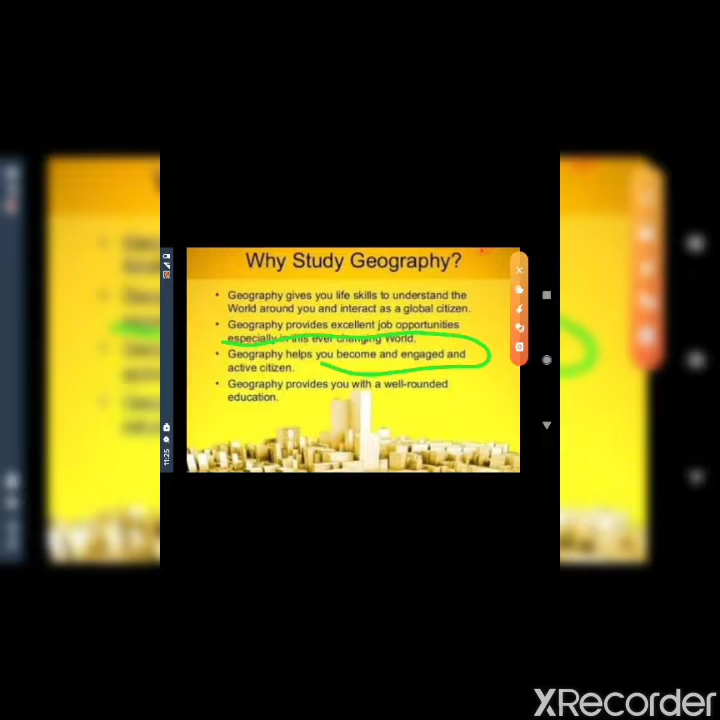 Why Study Geography?
• Geography gives you life skills to understand the
World around you and interact as a global citizen.
• Geography provides excellent job opportunities
especially in this ever changing World.
• Geography helps you become and engaged and
active citizen.
• Geography provides you with a well-rounded
education.
11:25
XRecorder